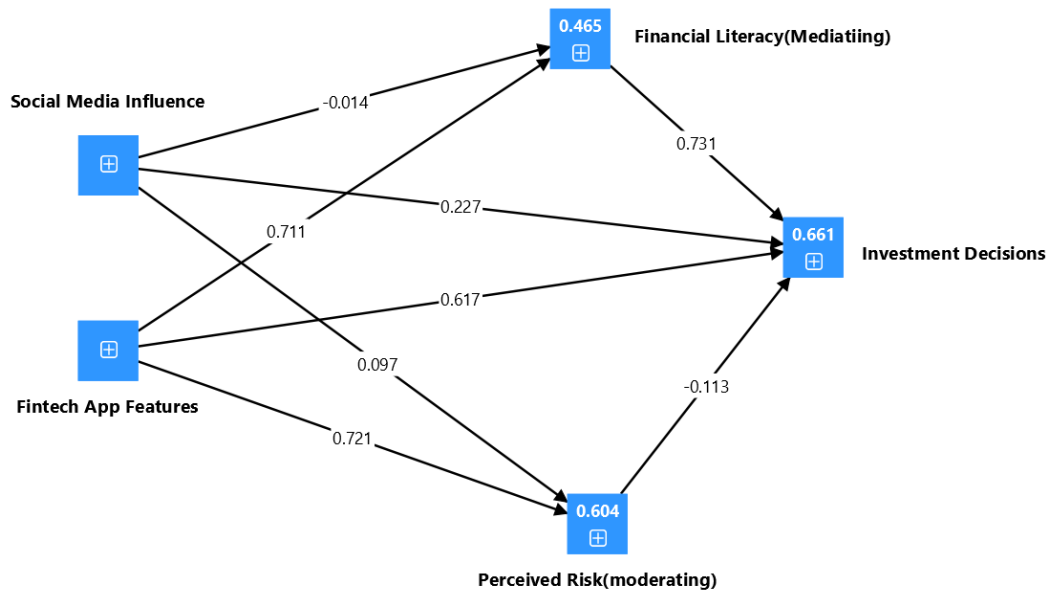 0.465
Financial Literacy(Mediatiing)
Social Media Influence
-0.014
0.731
0.227
0.711
0.661
Investment Decisions
0.617
0.097
Fintech App Features
-0.113
0.721
0.604
Perceived Risk(moderating)